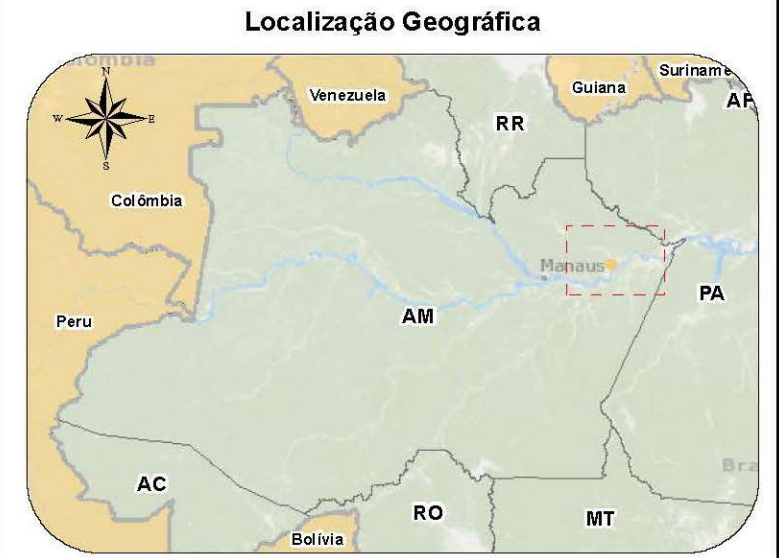 Localização Geográfica
Colômbia
N
W
E
S
Venezuela
Guiana
Suriname
RR
AP
Colômbia
Manaus
PA
Peru
AM
Bra
AC
RO
MT
Bolívia